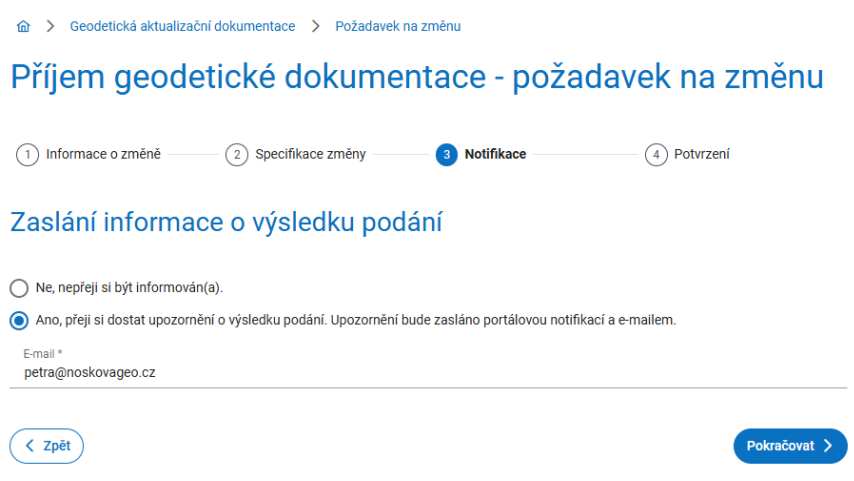 Geodetická aktualizační dokumentace > Požadavek na změnu
Příjem geodetické dokumentace - požadavek na změnu
1 Informace o změně 2 Specifikace změny 3 Notifikace 4 Potvrzení
Zaslání informace o výsledku podání
Ne, nepřeji si být informován(a).
Ano, přeji si dostat upozornění o výsledku podání. Upozornění bude zasláno portálovou notifikací a e-mailem.
E-mail *
petra@noskovageo.cz
Zpět Pokračovat